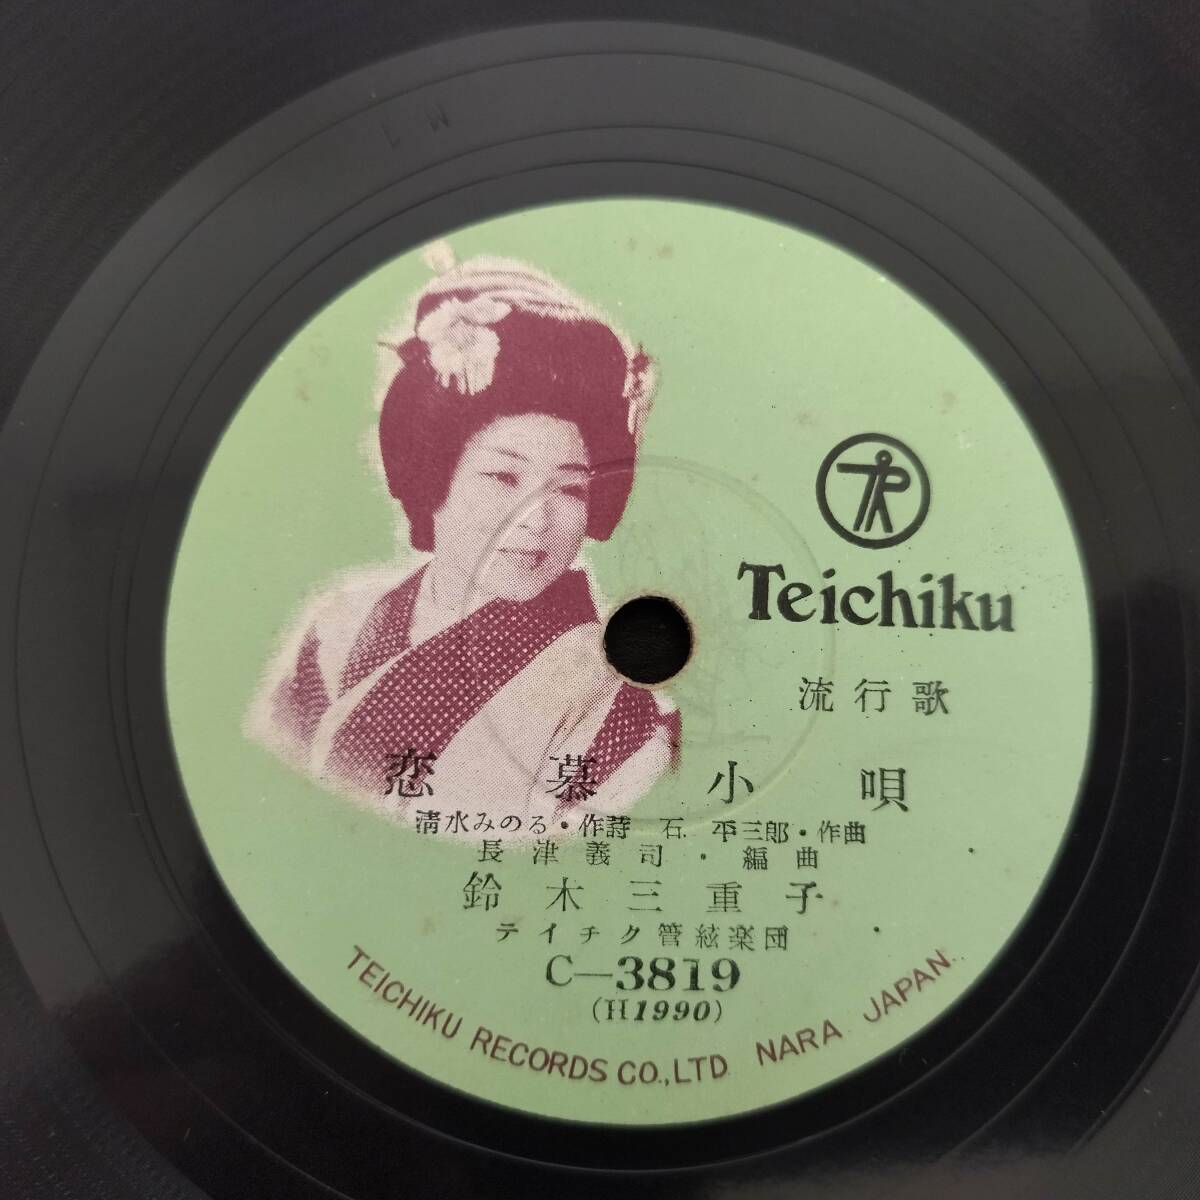 Teichiku
流行歌
恋慕小唄
清水みのる・作詩 石 平三郎・作曲
長津義司・編曲
鈴木三重子
テイチク管絃楽団
C-3819
(H1990)
TEICHIKU RECORDS CO.,LTD NARA JAPAN.